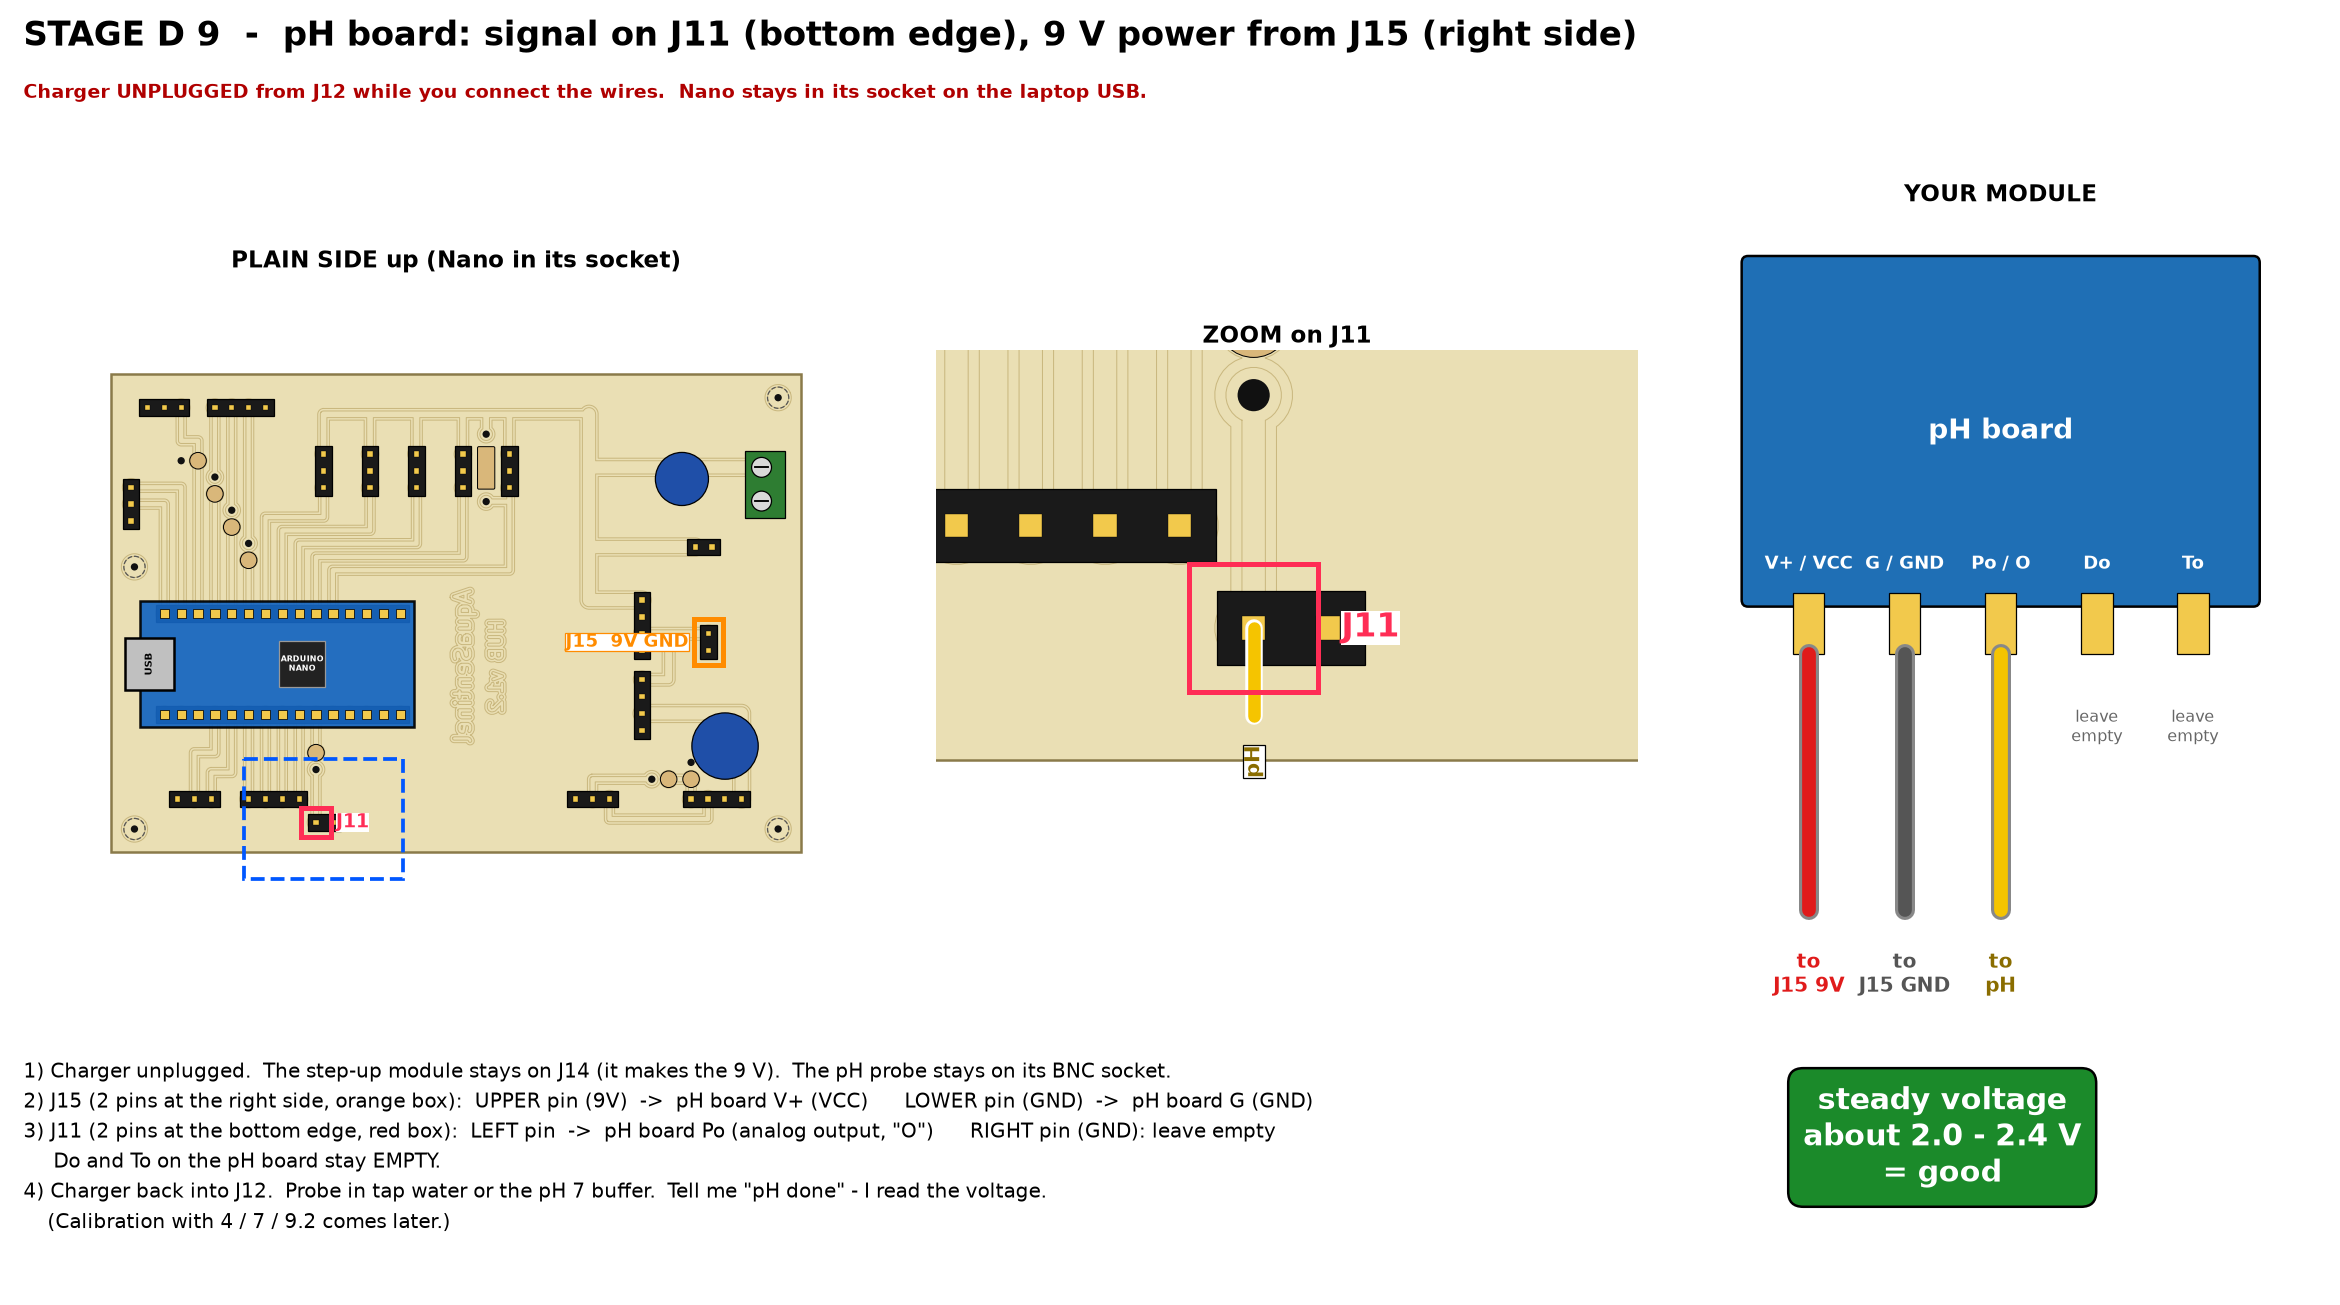 STAGE D 9  -  pH board: signal on J11 (bottom edge), 9 V power from J15 (right side)
Charger UNPLUGGED from J12 while you connect the wires.  Nano stays in its socket on the laptop USB.
PLAIN SIDE up (Nano in its socket)
USB
ARDUINO
NANO
J15  9V GND
AquaSentinel
HUB v1.2
J11
ZOOM on J11
J11
pH
YOUR MODULE
pH board
V+ / VCC  G / GND  Po / O  Do  To
leave
empty
leave
empty
to
J15 9V
to
J15 GND
to
pH
1) Charger unplugged.  The step-up module stays on J14 (it makes the 9 V).  The pH probe stays on its BNC socket.
2) J15 (2 pins at the right side, orange box):  UPPER pin (9V)  ->  pH board V+ (VCC)      LOWER pin (GND)  ->  pH board G (GND)
3) J11 (2 pins at the bottom edge, red box):  LEFT pin  ->  pH board Po (analog output, "O")      RIGHT pin (GND): leave empty
Do and To on the pH board stay EMPTY.
4) Charger back into J12.  Probe in tap water or the pH 7 buffer.  Tell me "pH done" - I read the voltage.
(Calibration with 4 / 7 / 9.2 comes later.)
steady voltage
about 2.0 - 2.4 V
= good